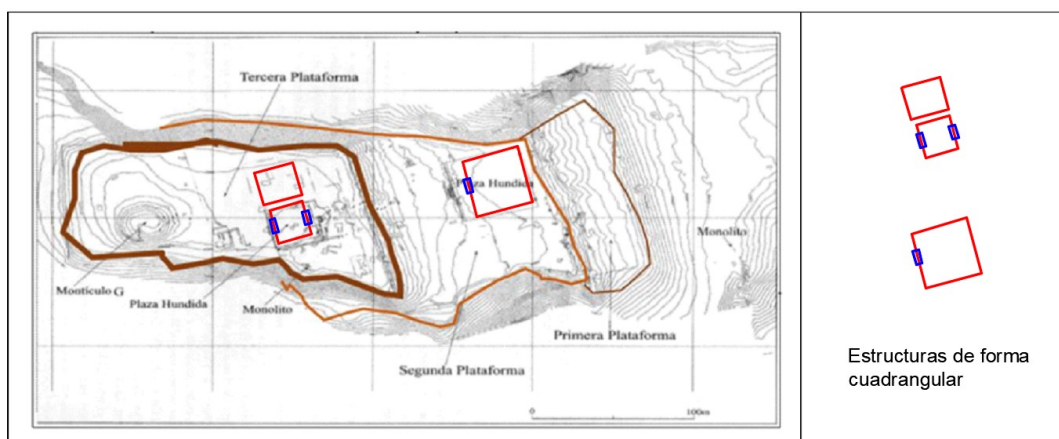 Tercera Plataforma
Plaza Hundida
Monolito
Montículo G
Plaza Hundida
Monolito
Primera Plataforma
Segunda Plataforma
0 100m
Estructuras de forma
cuadrangular